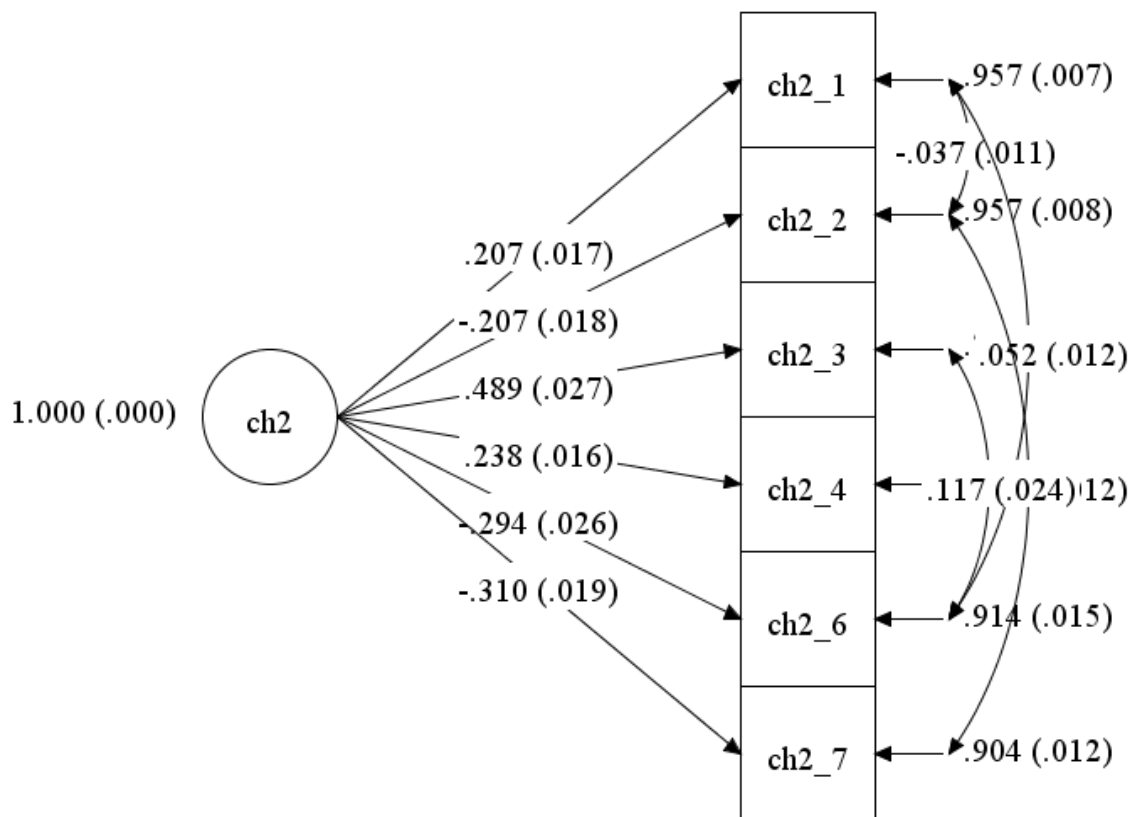 ch2_1
.957 (.007)
-.037 (.011)
ch2_2
.957 (.008)
.207 (.017)
-.207 (.018)
ch2_3
.052 (.012)
.489 (.027)
1.000 (.000)
ch2
.238 (.016)
ch2_4
.117 (.024)
-.294 (.026)
-.310 (.019)
ch2_6
.914 (.015)
ch2_7
.904 (.012)